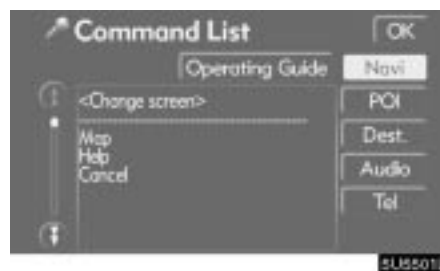 Command List
OK
Operating Guide
Navi
<Change screen>
POI
Map
Dest.
Help
Cancel
Audio
Tel
5U5501